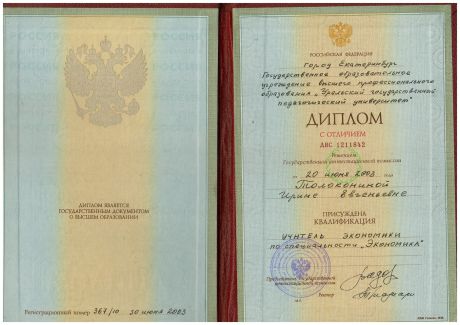 ДИПЛОМ ЯВЛЯЕТСЯ
ГОСУДАРСТВЕННЫМ ДОКУМЕНТОМ
О ВЫСШЕМ ОБРАЗОВАНИИ
Регистрационный номер 367/10 20 июня 2003
РОССИЙСКАЯ ФЕДЕРАЦИЯ
город Екатеринбург
Государственное образовательное
учреждение высшего профессионального
образования „Уральский государственный
педагогический университет"
ДИПЛОМ
С ОТЛИЧИЕМ
ДВС 1211842
Решением
Государственной аттестационной комиссии
от 20 июня 2003 года
Толоконниковой
Ирине Евгеньевне
ПРИСУЖДЕНА
КВАЛИФИКАЦИЯ
УЧИТЕЛЬ ЭКОНОМИКИ
по специальности „Экономика"
Председатель Государственной
аттестационной комиссии
Ректор
М.П.